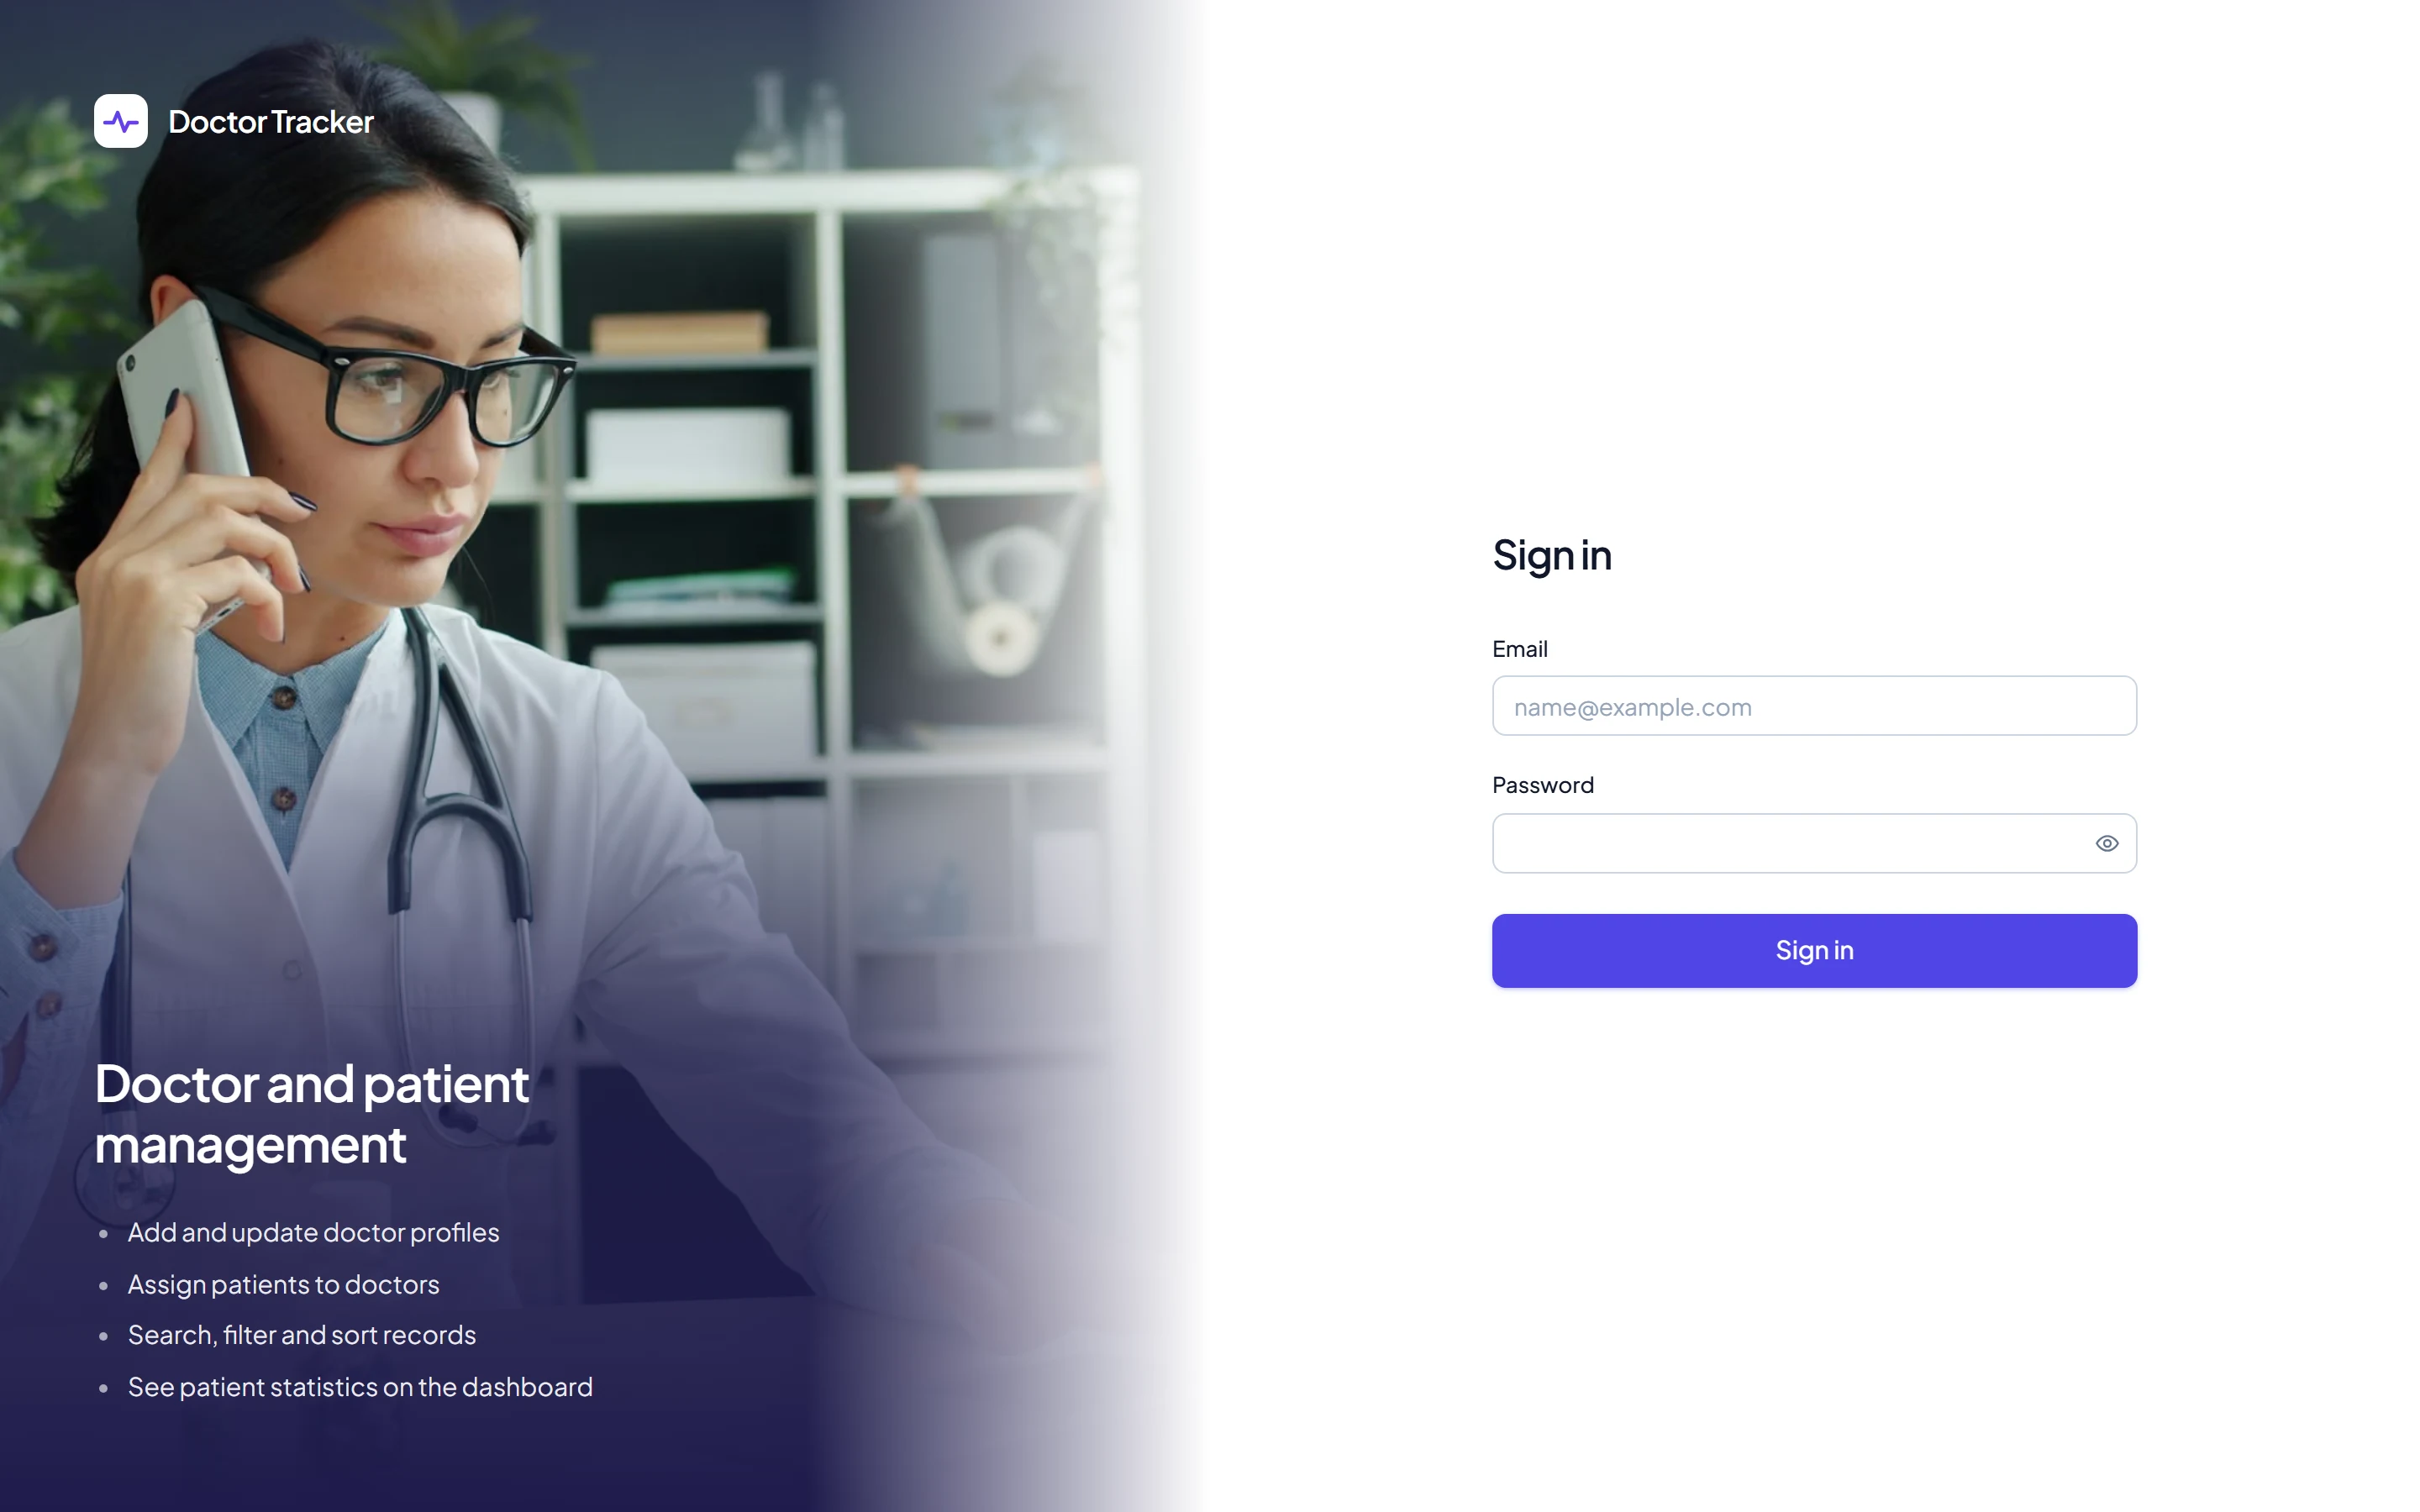 Doctor Tracker
Doctor and patient
management
Add and update doctor profiles
Assign patients to doctors
Search, filter and sort records
See patient statistics on the dashboard
Sign in
Email
name@example.com
Password
Sign in